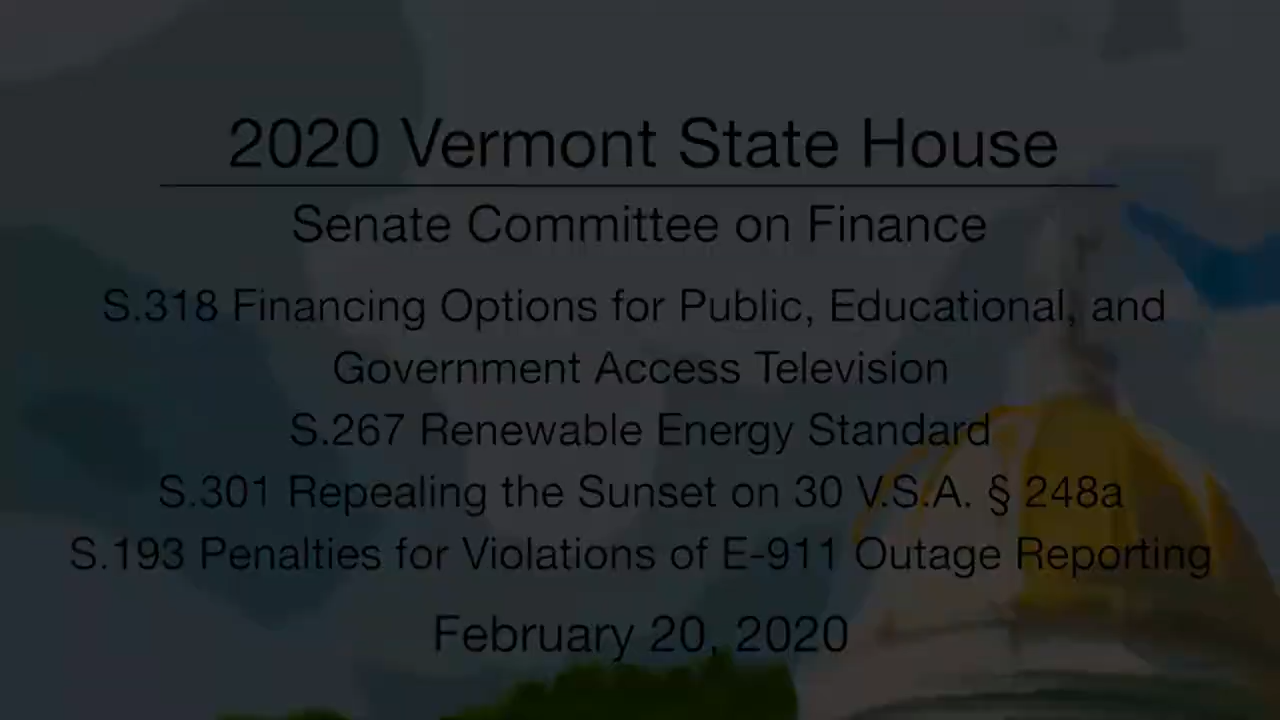 2020 Vermont State House
Senate Committee on Finance
S.318 Financing Options for Public, Educational, and
Government Access Television
S.267 Renewable Energy Standard
S.301 Repealing the Sunset on 30 V.S.A. § 248a
S.193 Penalties for Violations of E-911 Outage Reporting
February 20, 2020